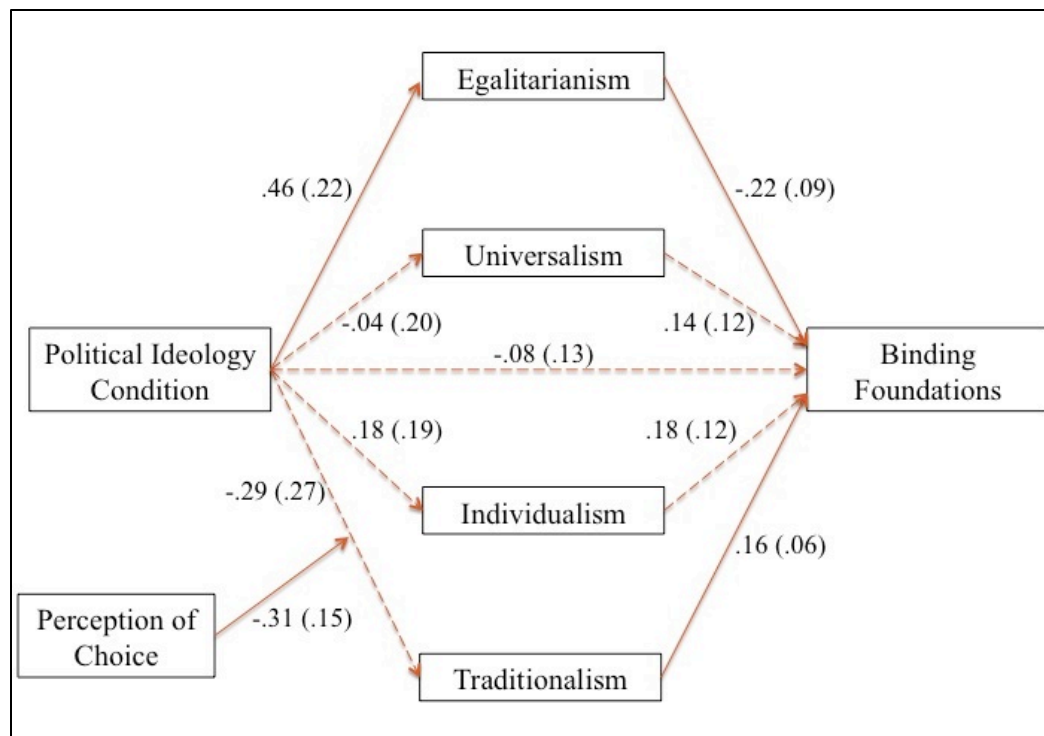 Egalitarianism
.46 (.22)
-.22 (.09)
Universalism
-.04 (.20)
.14 (.12)
Political Ideology
Condition
-.08 (.13)
Binding
Foundations
.18 (.19)
.18 (.12)
-.29 (.27)
Individualism
.16 (.06)
Perception of
Choice
-.31 (.15)
Traditionalism